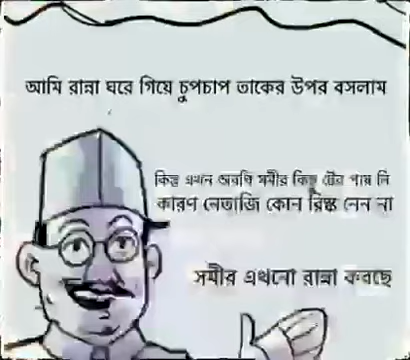 আমি রান্না ঘরে গিয়ে চুপচাপ তাকের উপর বসলাম
কিন্তু এখন অবধি সমীর কিছু টের পায় নি
কারণ নেতাজি কোন রিস্ক নেন না
সমীর এখনো রান্না করছে